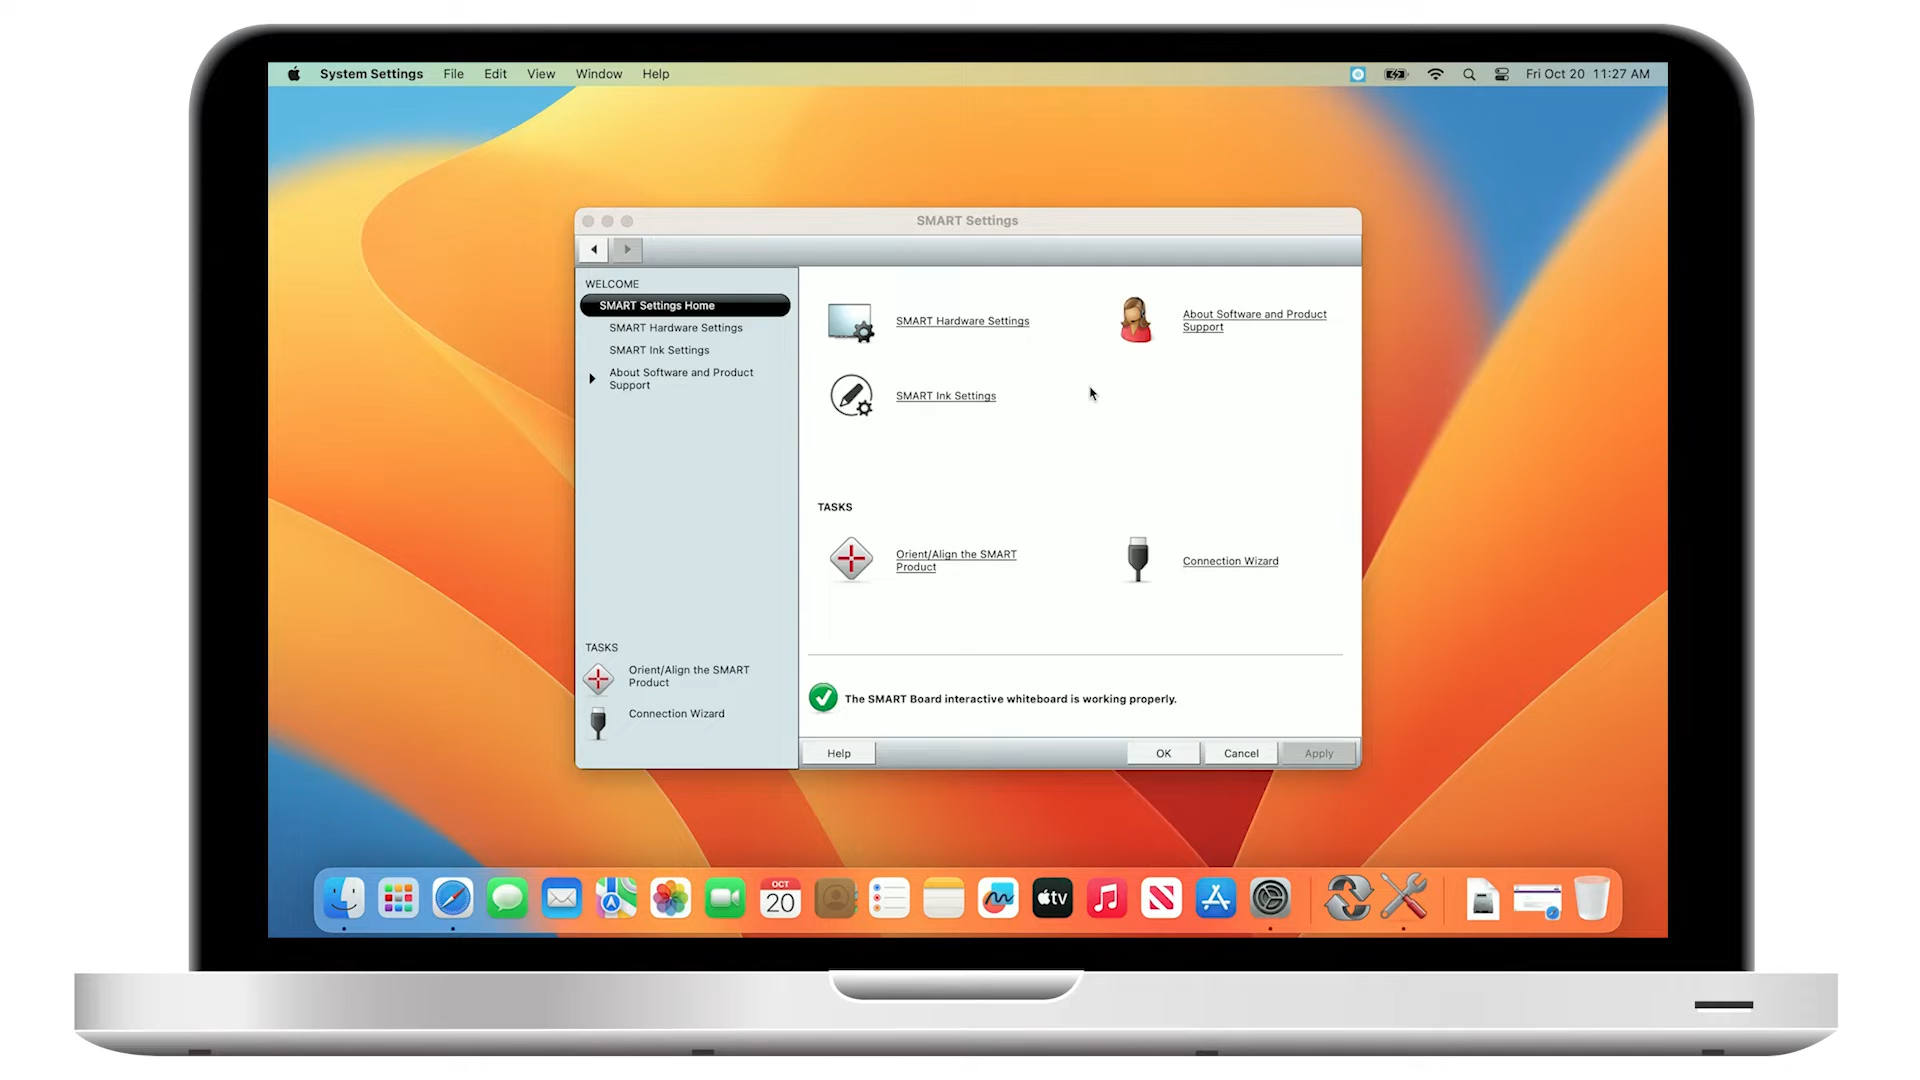 System Settings File Edit View Window Help Fri Oct 20 11:27 AM
SMART Settings
WELCOME
SMART Settings Home
SMART Hardware Settings
SMART Ink Settings
About Software and Product
Support
TASKS
Orient/Align the SMART
Product
Connection Wizard
SMART Hardware Settings
About Software and Product
Support
SMART Ink Settings
TASKS
Orient/Align the SMART
Product
Connection Wizard
The SMART Board interactive whiteboard is working properly.
Help OK Cancel Apply
OCT
20
tv